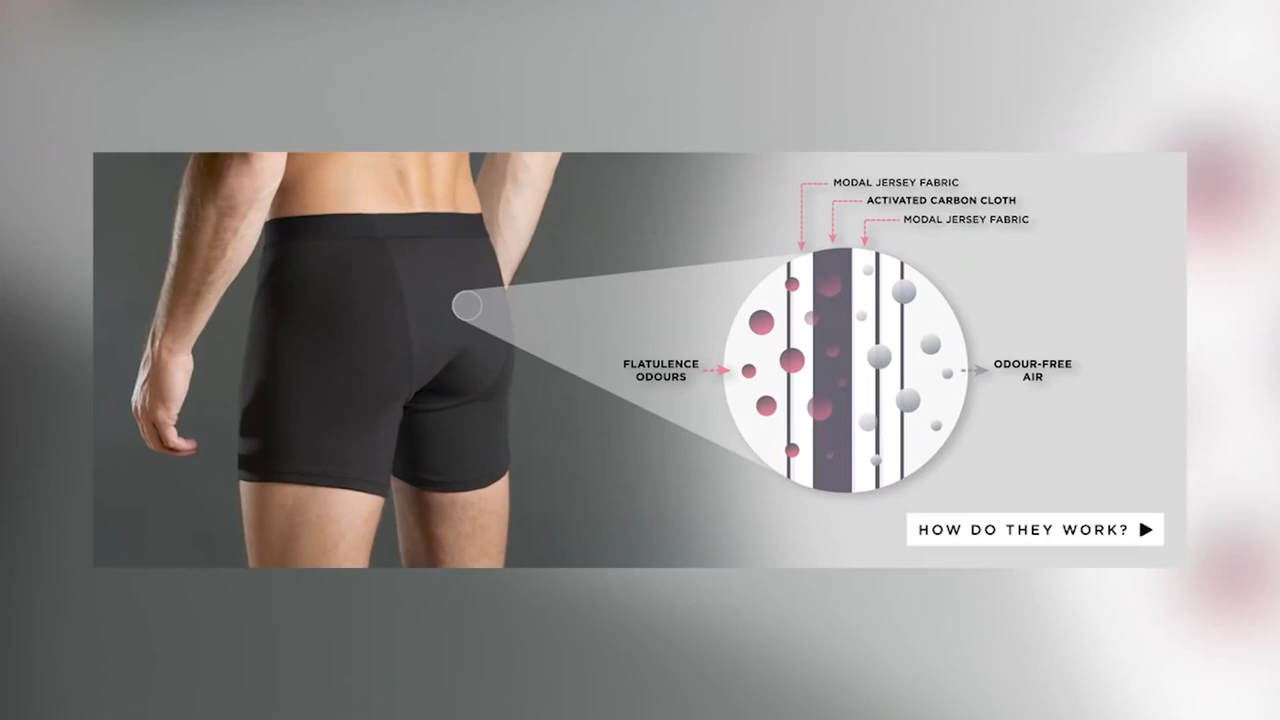 MODAL JERSEY FABRIC
ACTIVATED CARBON CLOTH
MODAL JERSEY FABRIC
FLATULENCE
ODOURS
ODOUR-FREE
AIR
HOW DO THEY WORK?